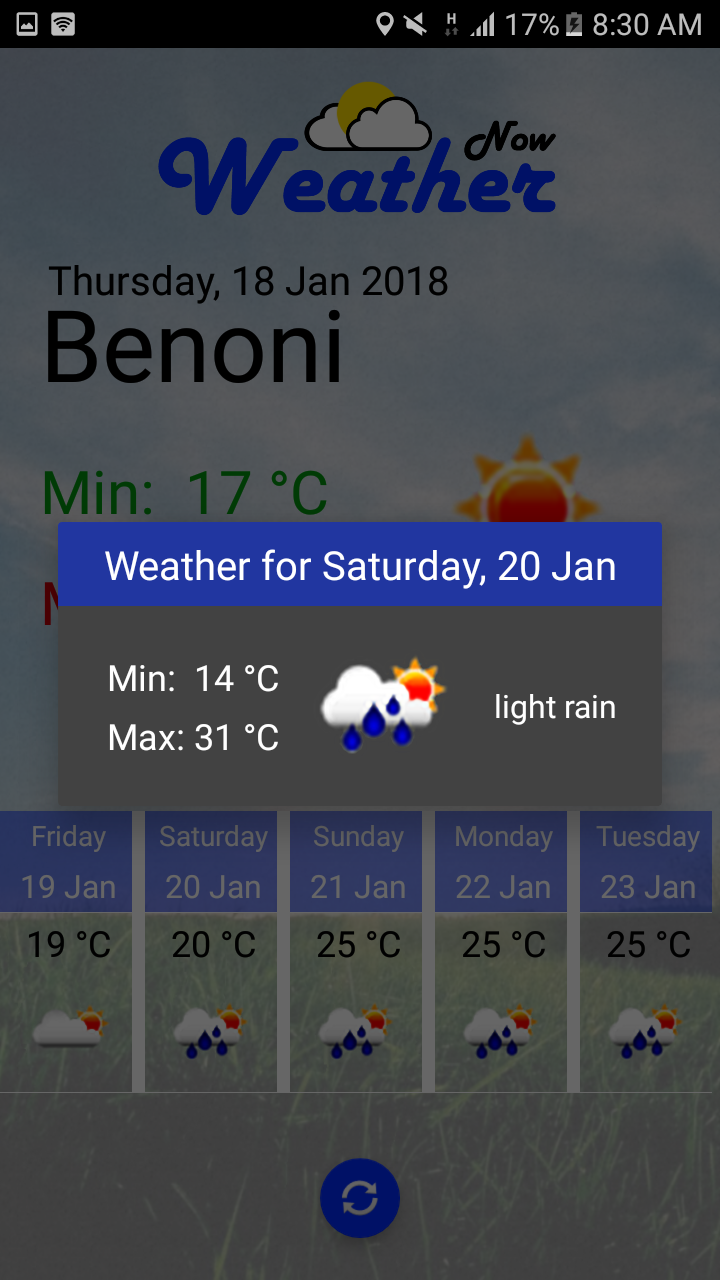 H 17% 8:30 AM
Weather Now
Thursday, 18 Jan 2018
Benoni
Min: 17 °C
Weather for Saturday, 20 Jan
Min: 14 °C
Max: 31 °C
light rain
Friday Saturday Sunday Monday Tuesday
19 Jan 20 Jan 21 Jan 22 Jan 23 Jan
19 °C 20 °C 25 °C 25 °C 25 °C